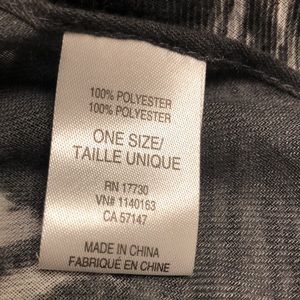 100% POLYESTER
100% POLYESTER
ONE SIZE/
TAILLE UNIQUE
RN 17730
VN# 1140163
CA 57147
MADE IN CHINA
FABRIQUÉ EN CHINE